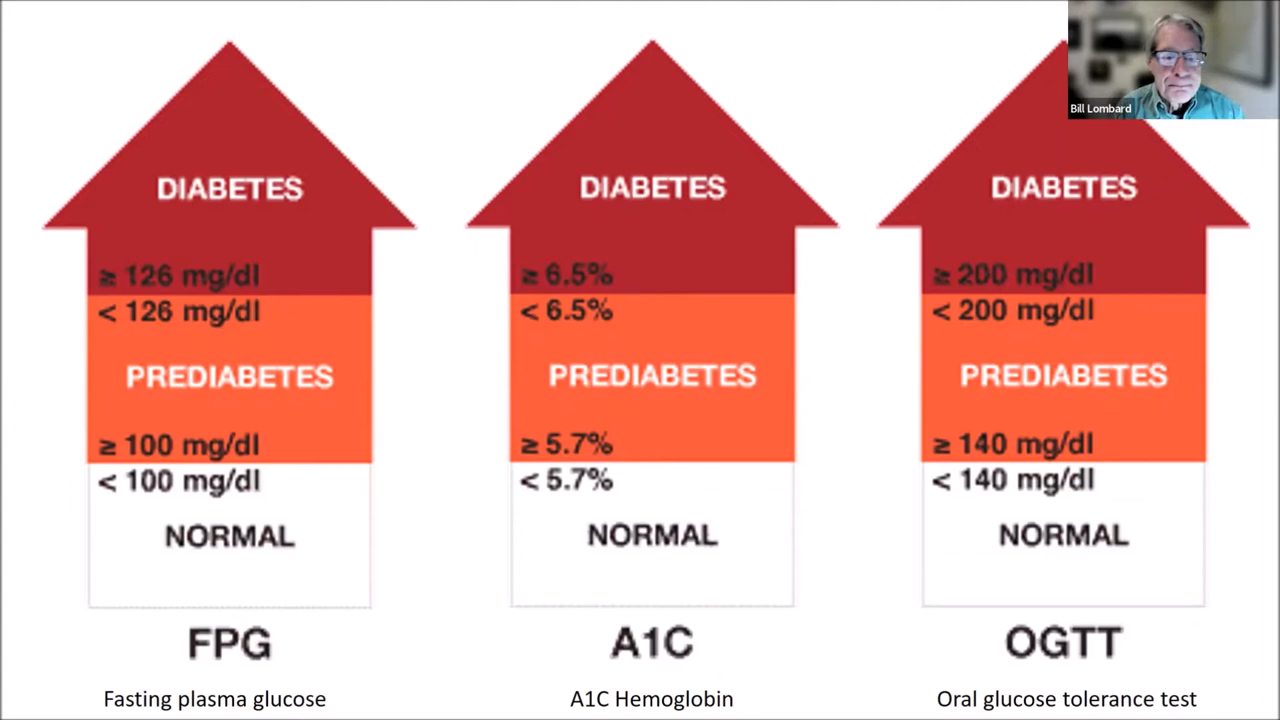 Bill Lombard
DIABETES
≥ 126 mg/dl
< 126 mg/dl
PREDIABETES
≥ 100 mg/dl
< 100 mg/dl
NORMAL
FPG
Fasting plasma glucose
DIABETES
≥ 6.5%
< 6.5%
PREDIABETES
≥ 5.7%
< 5.7%
NORMAL
A1C
A1C Hemoglobin
DIABETES
≥ 200 mg/dl
< 200 mg/dl
PREDIABETES
≥ 140 mg/dl
< 140 mg/dl
NORMAL
OGTT
Oral glucose tolerance test